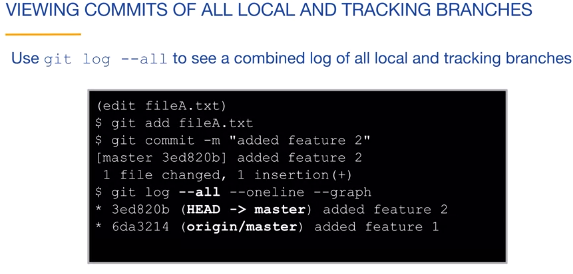 VIEWING COMMITS OF ALL LOCAL AND TRACKING BRANCHES
Use git log --all to see a combined log of all local and tracking branches
(edit fileA.txt)
$ git add fileA.txt
$ git commit -m "added feature 2"
[master 3ed820b] added feature 2
 1 file changed, 1 insertion(+)
$ git log --all --oneline --graph
* 3ed820b (HEAD -> master) added feature 2
* 6da3214 (origin/master) added feature 1